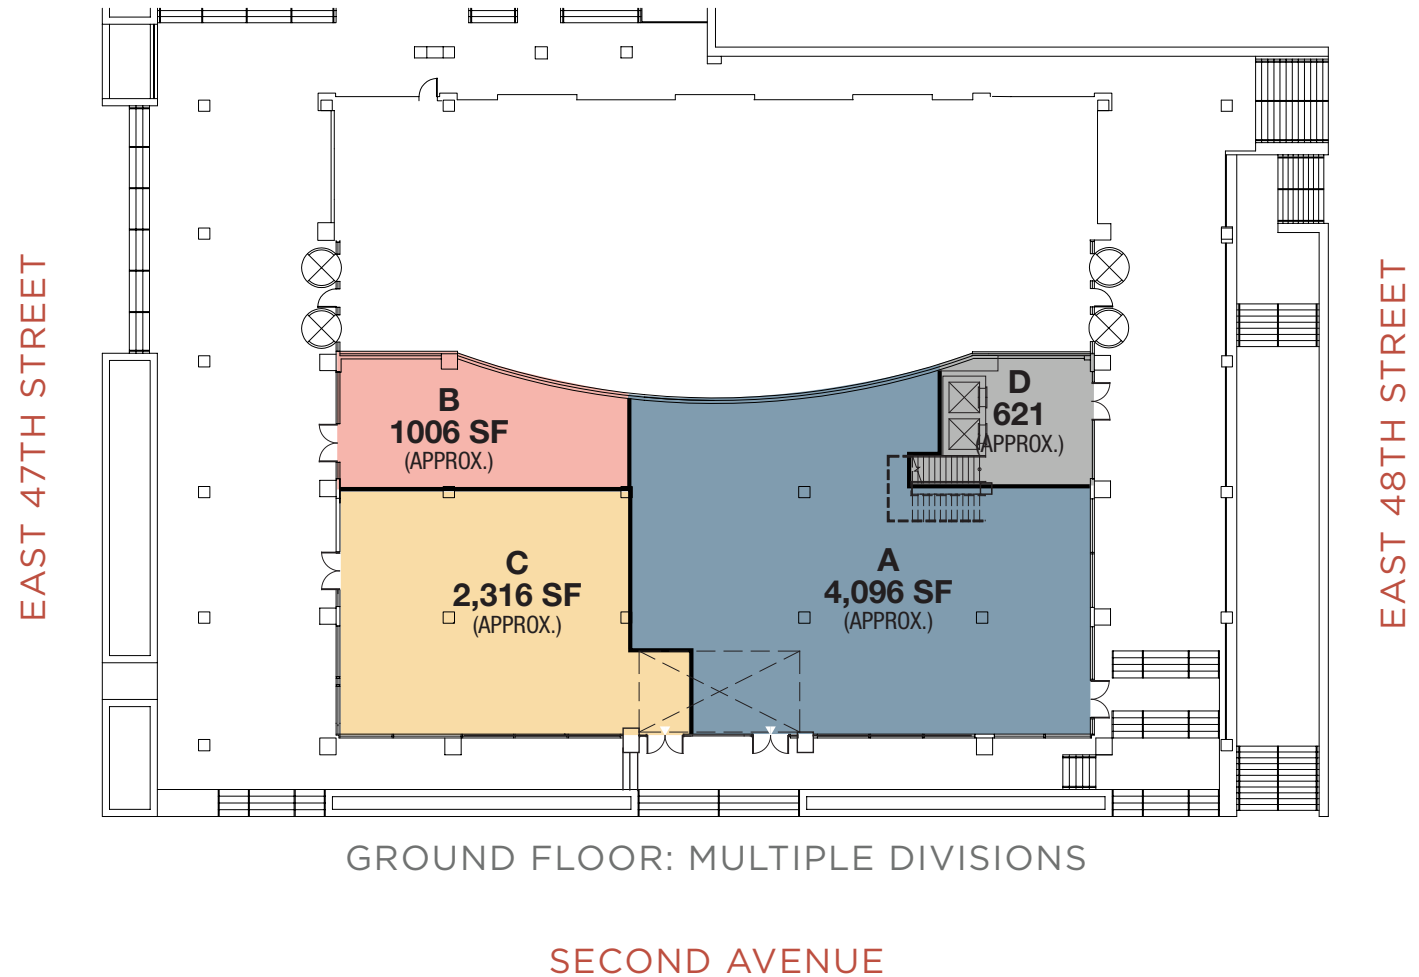 EAST 47TH STREET
B
1006 SF
(APPROX.)
D
621
(APPROX.)
C
2,316 SF
(APPROX.)
A
4,096 SF
(APPROX.)
EAST 48TH STREET
GROUND FLOOR: MULTIPLE DIVISIONS
SECOND AVENUE